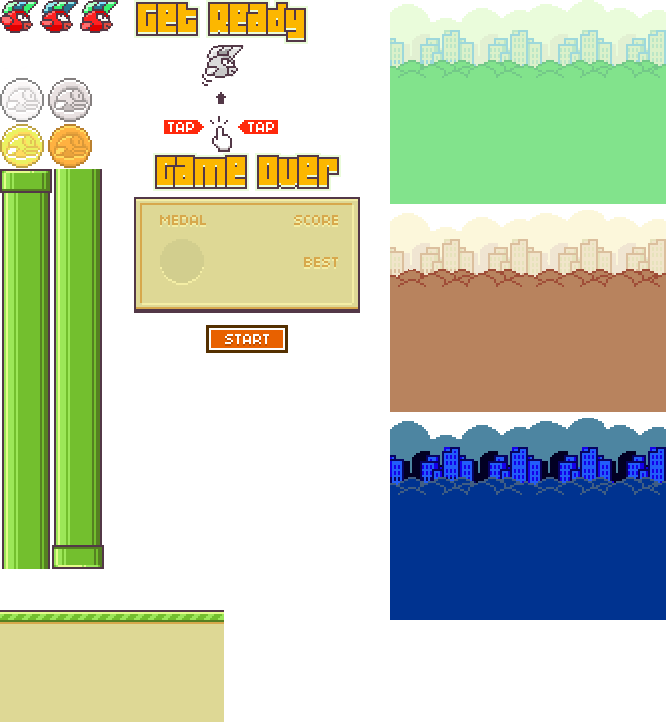 Get Ready
TAP TAP
Game Over
MEDAL SCORE
BEST
START